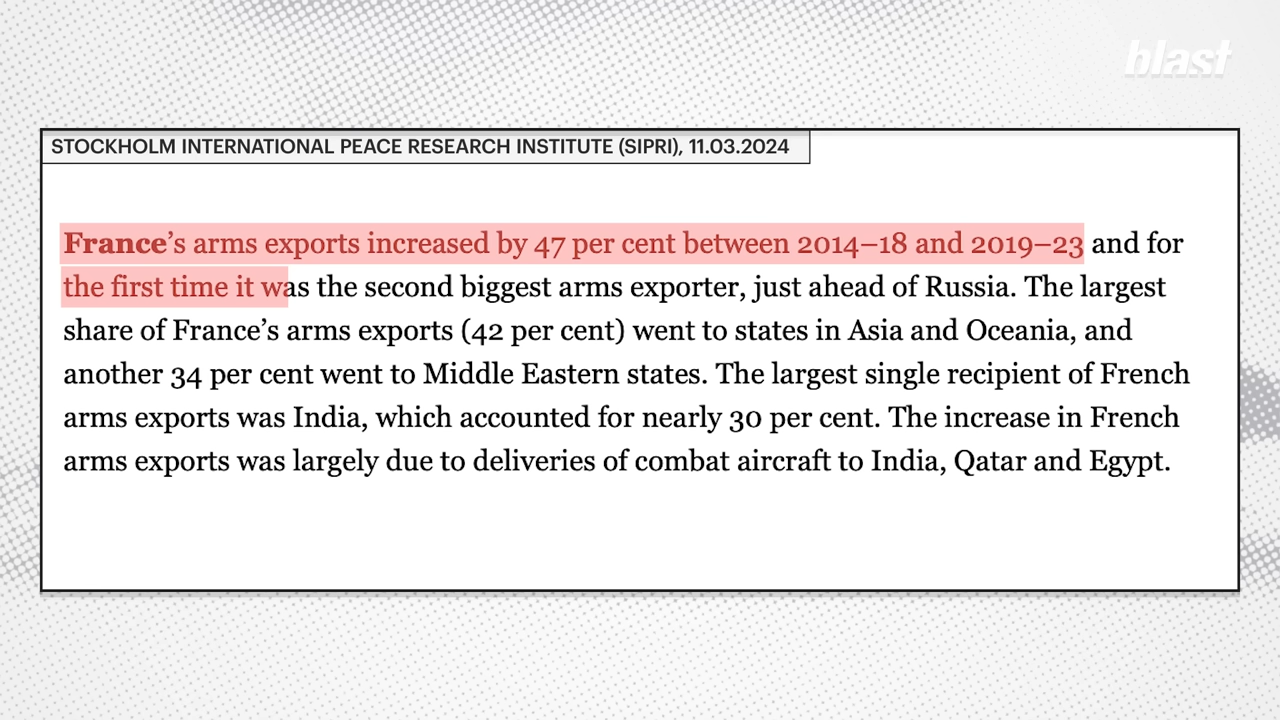 blast
STOCKHOLM INTERNATIONAL PEACE RESEARCH INSTITUTE (SIPRI), 11.03.2024
France’s arms exports increased by 47 per cent between 2014–18 and 2019–23 and for
the first time it was the second biggest arms exporter, just ahead of Russia. The largest
share of France’s arms exports (42 per cent) went to states in Asia and Oceania, and
another 34 per cent went to Middle Eastern states. The largest single recipient of French
arms exports was India, which accounted for nearly 30 per cent. The increase in French
arms exports was largely due to deliveries of combat aircraft to India, Qatar and Egypt.